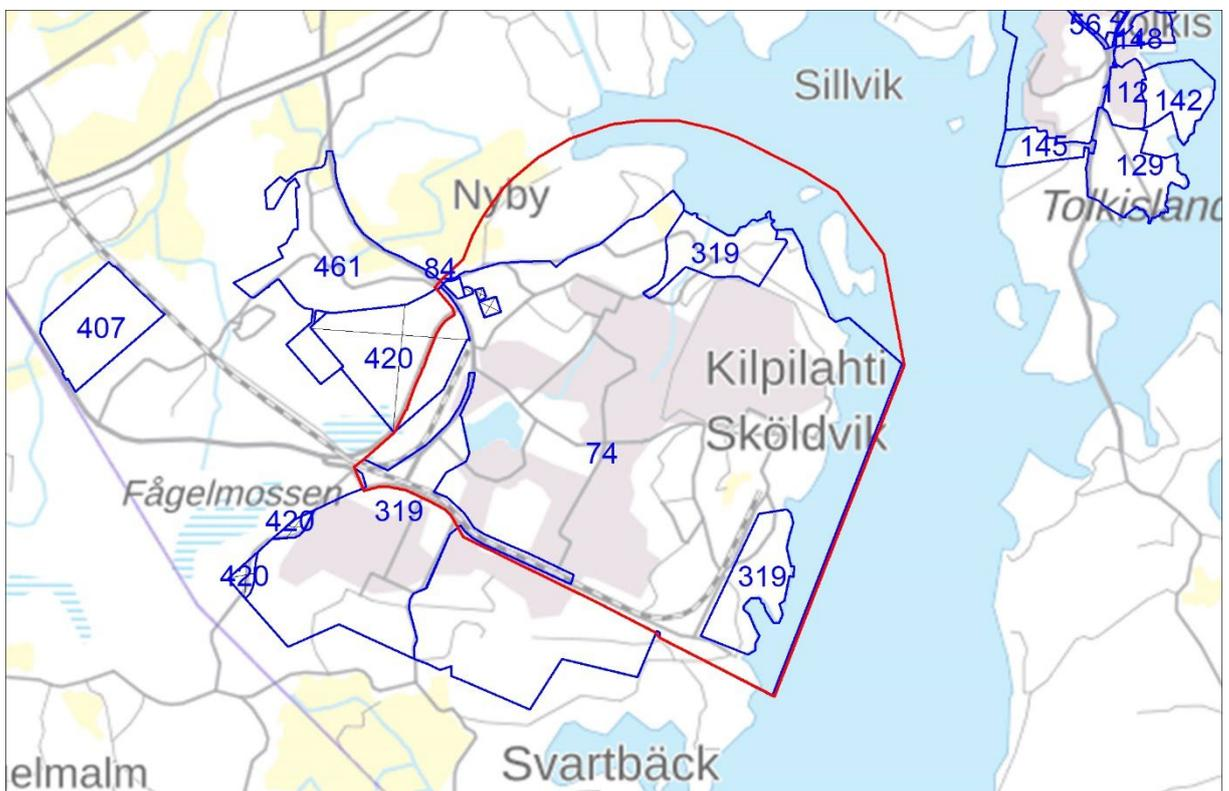 56
148
Tolkis
Sillvik
112
142
145
129
Nyby
Tolkisland
319
461
84
407
420
Kilpilahti
Sköldvik
74
Fågelmossen
319
420
420
319
Svartbäck
elmalm